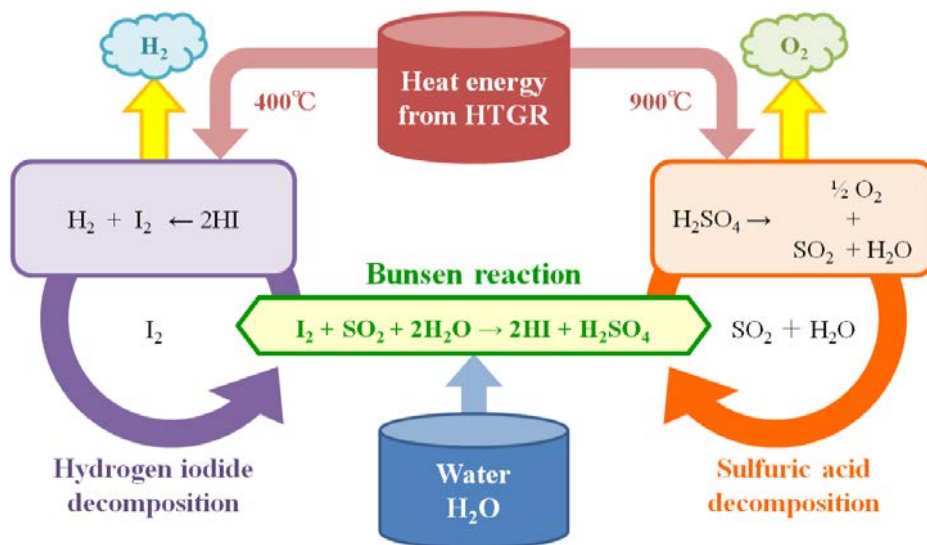 H₂
O₂
Heat energy
from HTGR
400℃
900℃
H₂ + I₂ ← 2HI
½ O₂
H₂SO₄ → +
SO₂ + H₂O
Bunsen reaction
I₂ + SO₂ + 2H₂O → 2HI + H₂SO₄
I₂
SO₂ + H₂O
Hydrogen iodide
decomposition
Water
H₂O
Sulfuric acid
decomposition